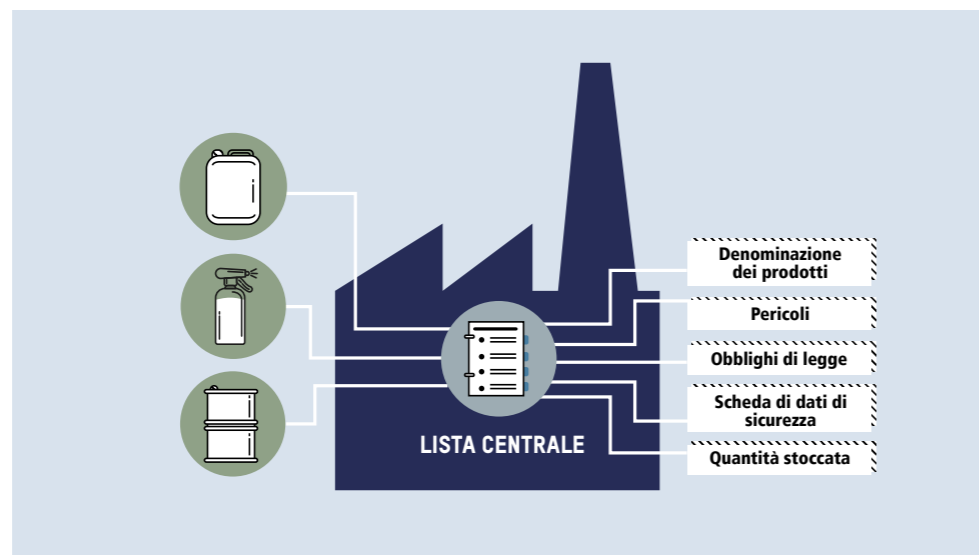 Denominazione
dei prodotti
Pericoli
Obblighi di legge
Scheda di dati di
sicurezza
Quantità stoccata
LISTA CENTRALE